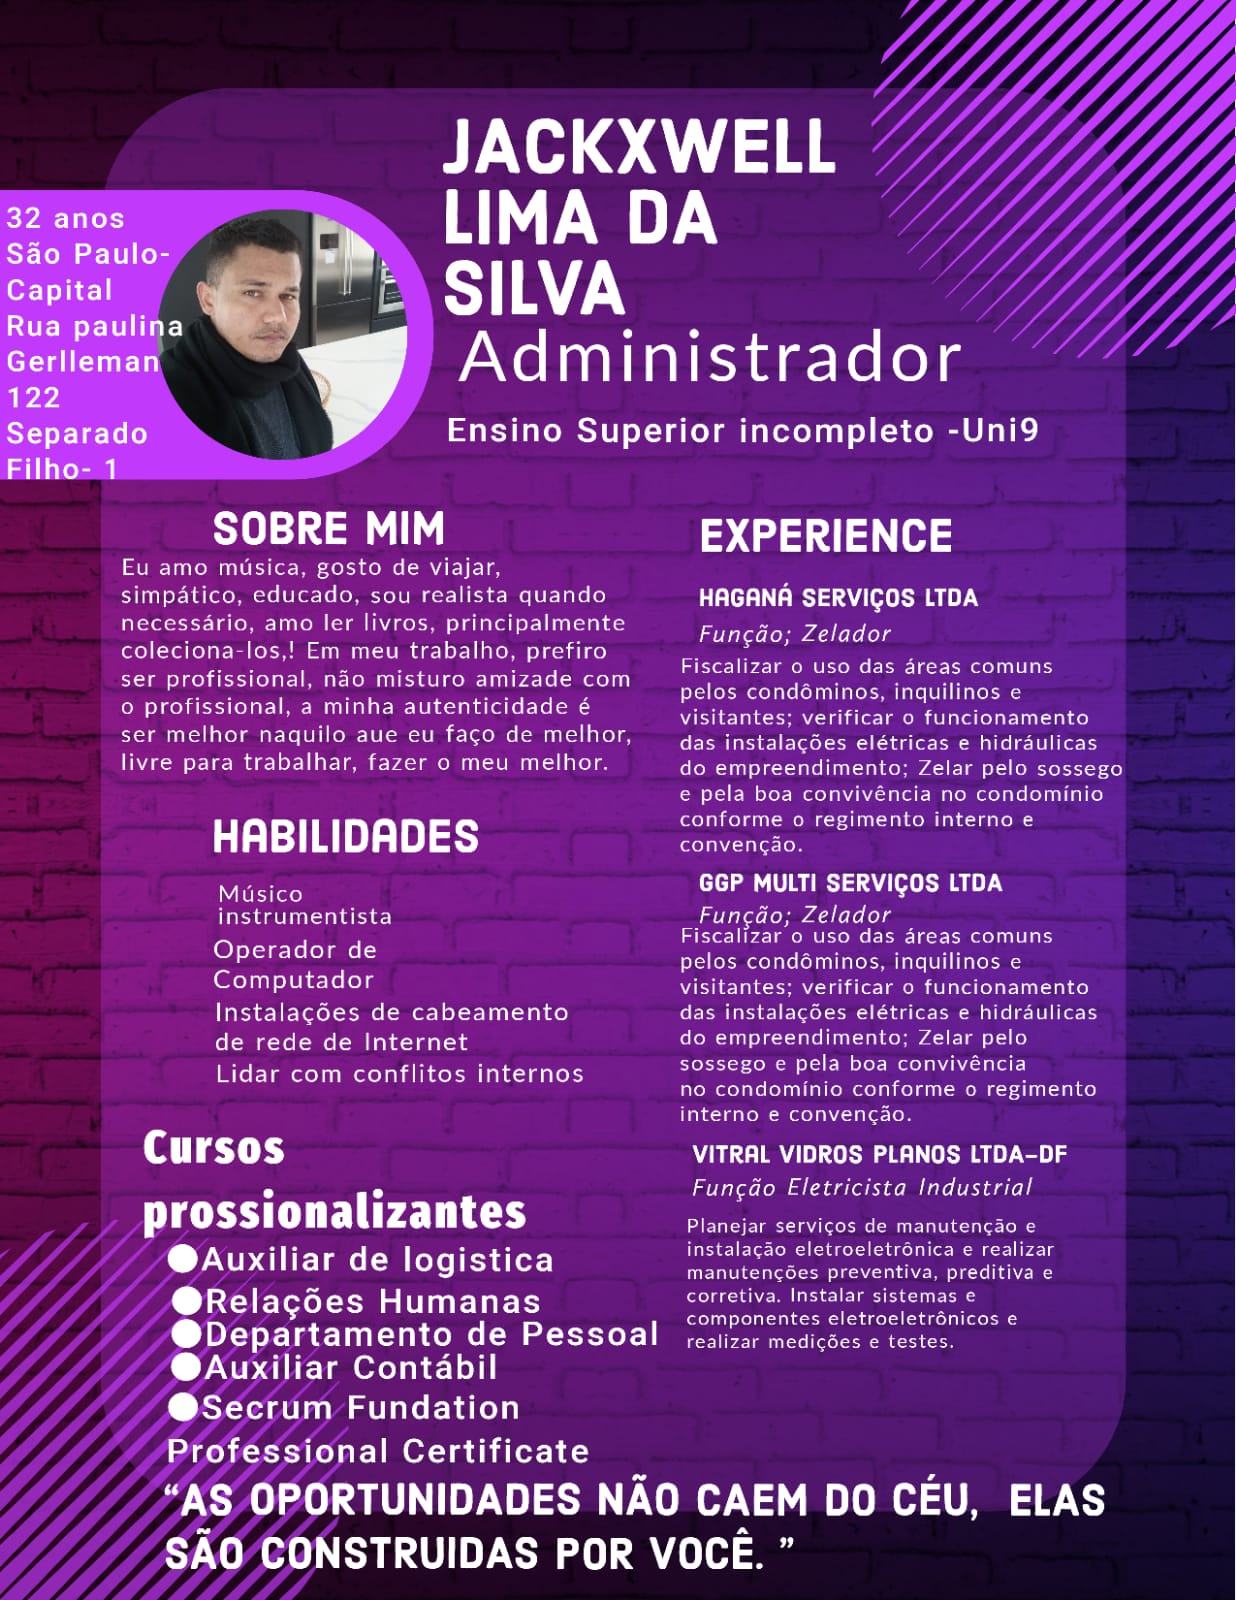 JACKXWELL
LIMA DA
SILVA
Administrador
Ensino Superior incompleto -Uni9
32 anos
São Paulo-
Capital
Rua paulina
Gerlleman
122
Separado
Filho- 1
SOBRE MIM
Eu amo música, gosto de viajar,
simpático, educado, sou realista quando
necessário, amo ler livros, principalmente
coleciona-los,! Em meu trabalho, prefiro
ser profissional, não misturo amizade com
o profissional, a minha autenticidade é
ser melhor naquilo aue eu faço de melhor,
livre para trabalhar, fazer o meu melhor.
HABILIDADES
Músico
instrumentista
Operador de
Computador
Instalações de cabeamento
de rede de Internet
Lidar com conflitos internos
Cursos
prossionalizantes
●Auxiliar de logistica
●Relações Humanas
●Departamento de Pessoal
●Auxiliar Contábil
●Secrum Fundation
Professional Certificate
EXPERIENCE
HAGANÁ SERVIÇOS LTDA
Função; Zelador
Fiscalizar o uso das áreas comuns
pelos condôminos, inquilinos e
visitantes; verificar o funcionamento
das instalações elétricas e hidráulicas
do empreendimento; Zelar pelo sossego
e pela boa convivência no condomínio
conforme o regimento interno e
convenção.
GGP MULTI SERVIÇOS LTDA
Função; Zelador
Fiscalizar o uso das áreas comuns
pelos condôminos, inquilinos e
visitantes; verificar o funcionamento
das instalações elétricas e hidráulicas
do empreendimento; Zelar pelo
sossego e pela boa convivência
no condomínio conforme o regimento
interno e convenção.
VITRAL VIDROS PLANOS LTDA-DF
Função Eletricista Industrial
Planejar serviços de manutenção e
instalação eletroeletrônica e realizar
manutenções preventiva, preditiva e
corretiva. Instalar sistemas e
componentes eletroeletrônicos e
realizar medições e testes.
“AS OPORTUNIDADES NÃO CAEM DO CÉU, ELAS
SÃO CONSTRUIDAS POR VOCÊ. ”